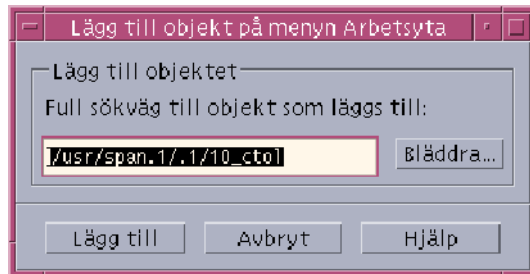 Lägg till objekt på menyn Arbetsyta
Lägg till objektet
Full sökväg till objekt som läggs till:
]/usr/span.1/.1/10_cto]
Bläddra...
Lägg till
Avbryt
Hjälp